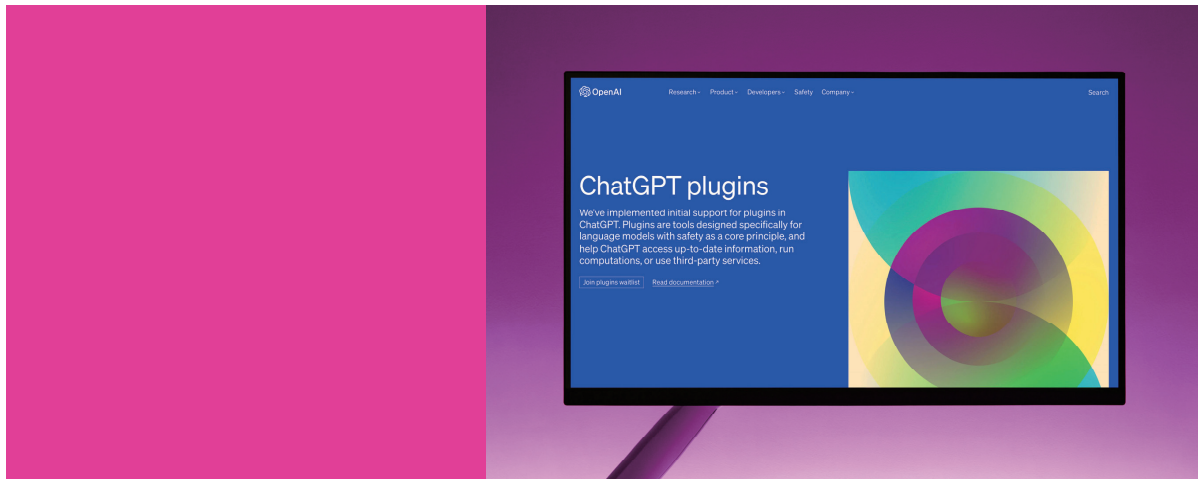 OpenAI
Research
Product
Developers
Safety
Company
Search
ChatGPT plugins
We've implemented initial support for plugins in
ChatGPT. Plugins are tools designed specifically for
language models with safety as a core principle, and
help ChatGPT access up-to-date information, run
computations, or use third-party services.
Join plugins waitlist
Read documentation ↗